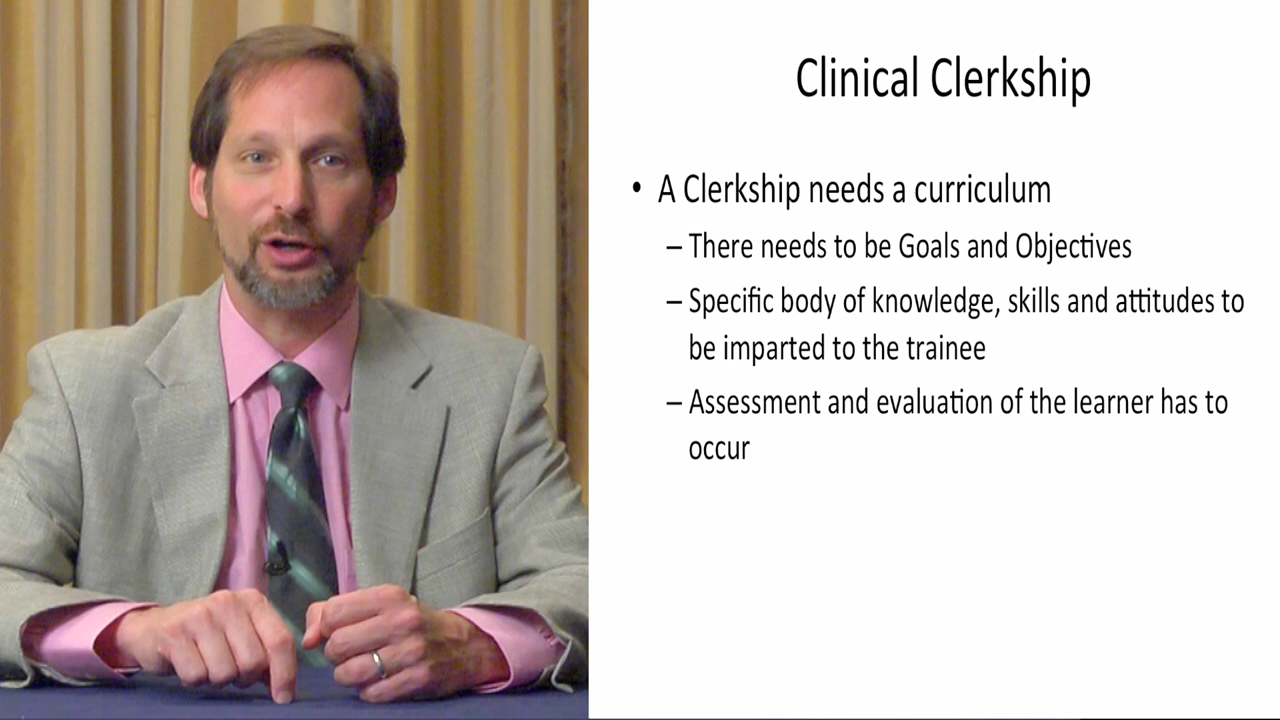 Clinical Clerkship
• A Clerkship needs a curriculum
– There needs to be Goals and Objectives
– Specific body of knowledge, skills and attitudes to
be imparted to the trainee
– Assessment and evaluation of the learner has to
occur